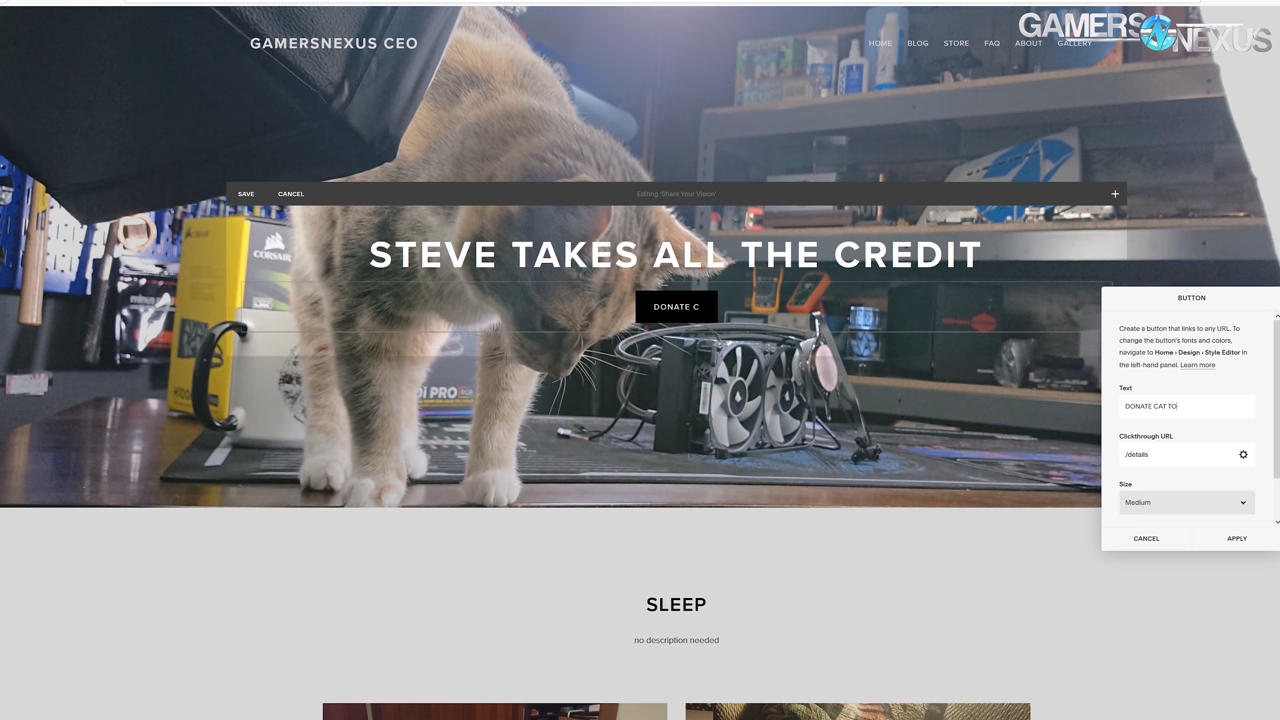 GAMERSNEXUS CEO
HOME
BLOG
STORE
FAQ
ABOUT
GALLERY
GAMERS NEXUS
SAVE
CANCEL
Editing 'Share Your Vision'
+
STEVE TAKES ALL THE CREDIT
DONATE C
CORSAIR
CORSAIR
BUTTON
Create a button that links to any URL. To
change the button's fonts and colors,
navigate to Home › Design › Style Editor in
the left-hand panel. Learn more
Text
DONATE CAT TO
Clickthrough URL
/details
Size
Medium
CANCEL
APPLY
SLEEP
no description needed